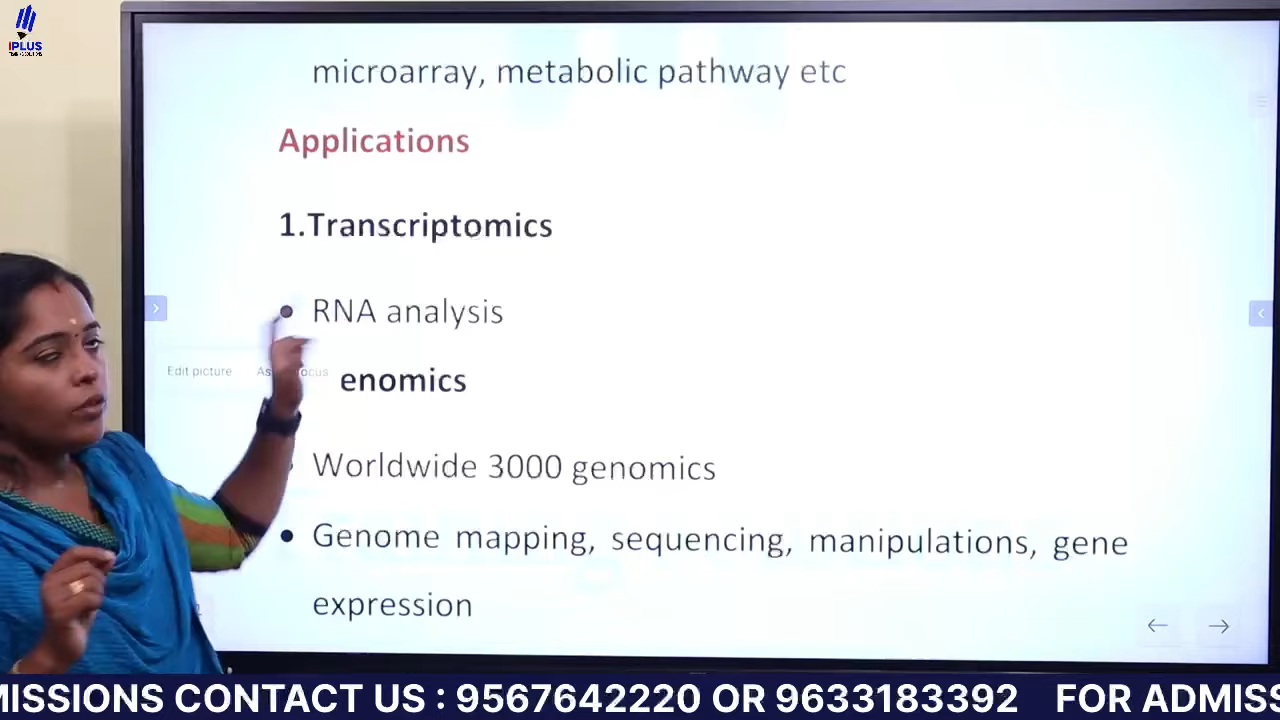 IPLUS
microarray, metabolic pathway etc
Applications
1.Transcriptomics
RNA analysis
Edit picture
enomics
Worldwide 3000 genomics
Genome mapping, sequencing, manipulations, gene
expression
MISSIONS CONTACT US : 9567642220 OR 9633183392 FOR ADMISS